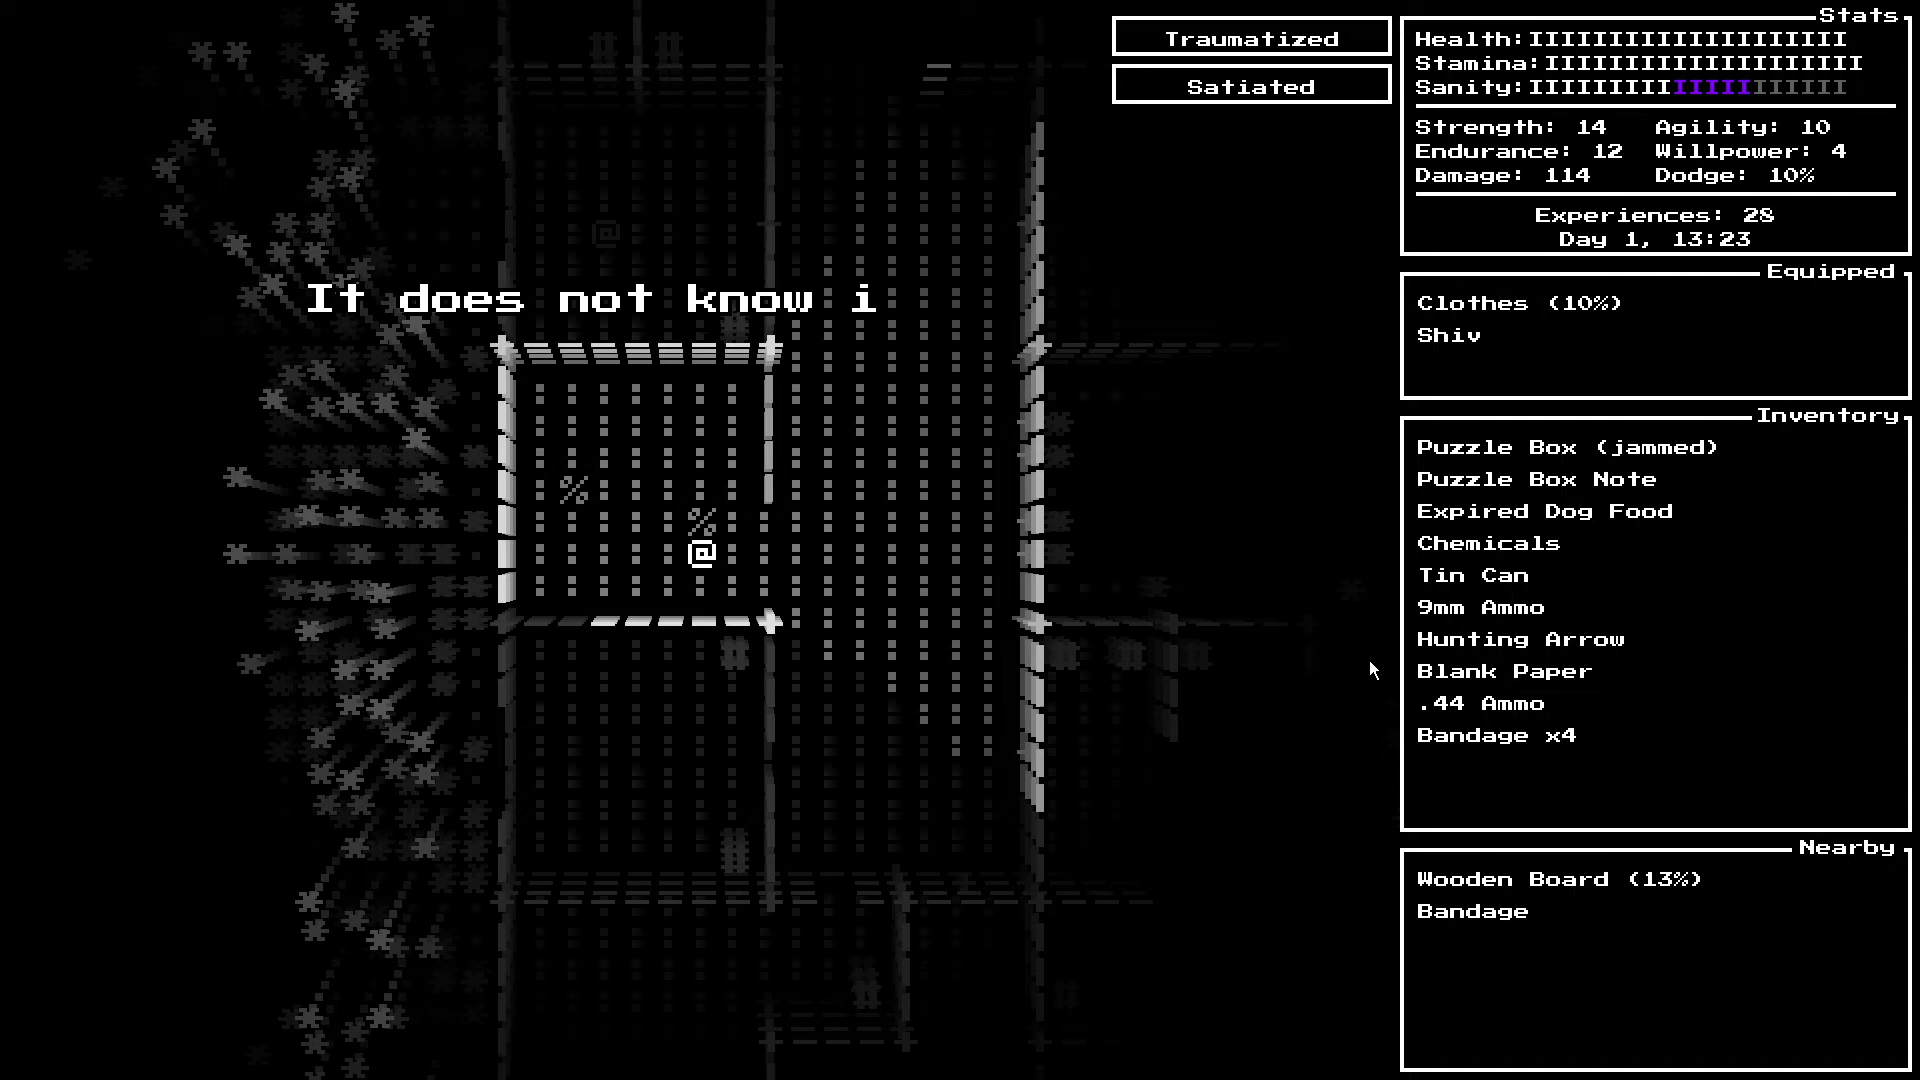 Traumatized
Satiated
It does not know i
Stats
Health:IIIIIIIIIIIIIIIIIIII
Stamina:IIIIIIIIIIIIIIIIIIII
Sanity:IIIIIIIIIIIIIIIIIIII
Strength: 14 Agility: 10
Endurance: 12 Willpower: 4
Damage: 114 Dodge: 10%
Experiences: 28
Day 1, 13:23
Equipped
Clothes (10%)
Shiv
Inventory
Puzzle Box (jammed)
Puzzle Box Note
Expired Dog Food
Chemicals
Tin Can
9mm Ammo
Hunting Arrow
Blank Paper
.44 Ammo
Bandage x4
Nearby
Wooden Board (13%)
Bandage